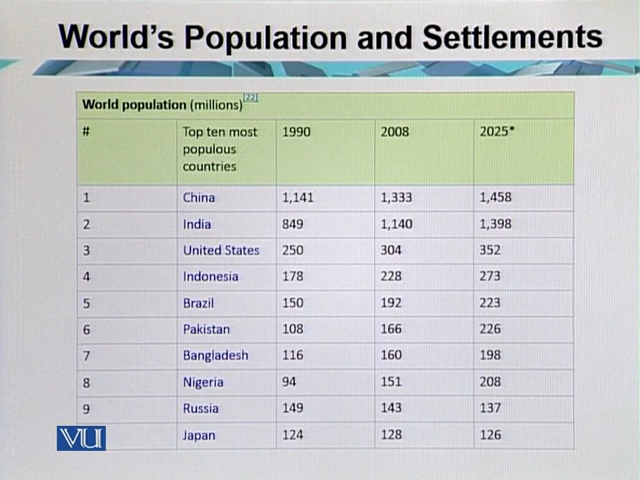 World's Population and Settlements
World population (millions)[22]
# Top ten most populous countries 1990 2008 2025*
1 China 1,141 1,333 1,458
2 India 849 1,140 1,398
3 United States 250 304 352
4 Indonesia 178 228 273
5 Brazil 150 192 223
6 Pakistan 108 166 226
7 Bangladesh 116 160 198
8 Nigeria 94 151 208
9 Russia 149 143 137
Japan 124 128 126
VU